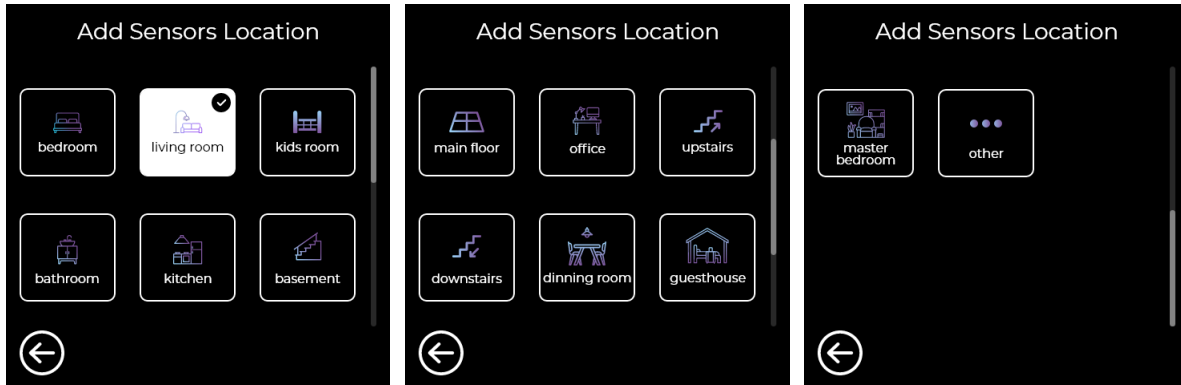 Add Sensors Location
bedroom
living room
kids room
bathroom
kitchen
basement
Add Sensors Location
main floor
office
upstairs
downstairs
dinning room
guesthouse
Add Sensors Location
master
bedroom
other